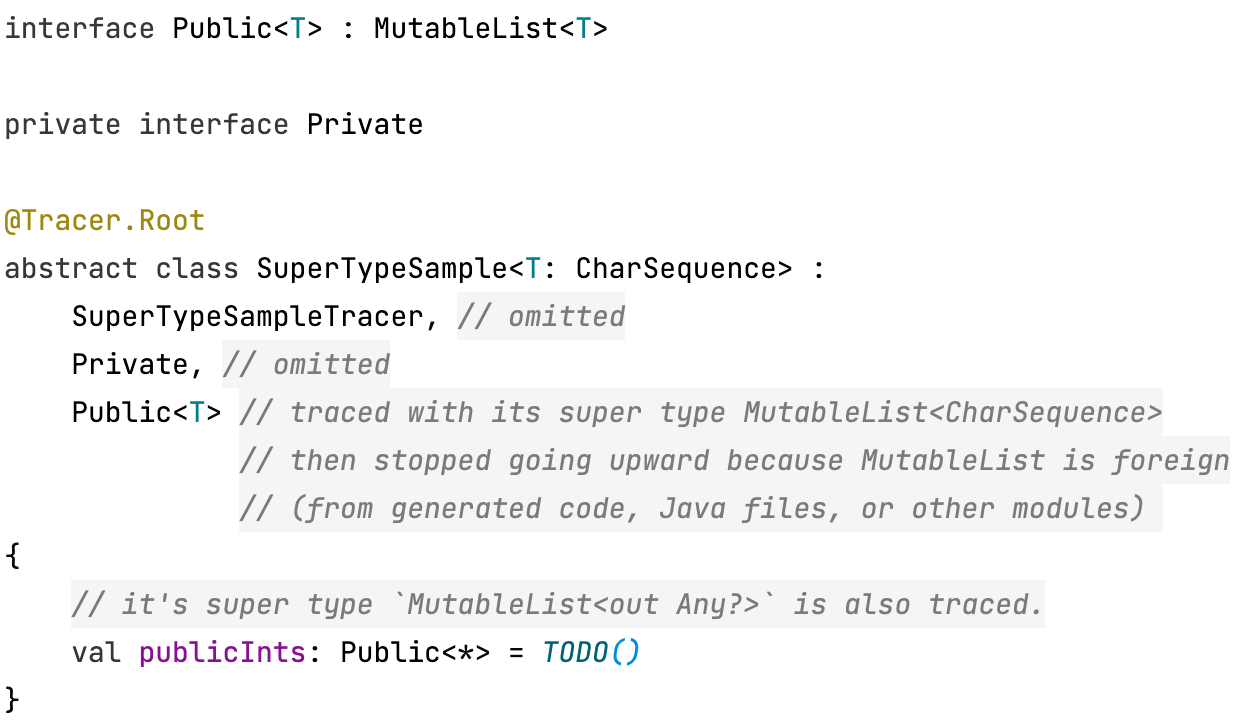 interface Public<T> : MutableList<T>
private interface Private
@Tracer.Root
abstract class SuperTypeSample<T: CharSequence> :
    SuperTypeSampleTracer, // omitted
    Private, // omitted
    Public<T> // traced with its super type MutableList<CharSequence>
              // then stopped going upward because MutableList is foreign
              // (from generated code, Java files, or other modules)
{
    // it's super type `MutableList<out Any?>` is also traced.
    val publicInts: Public<*> = TODO()
}